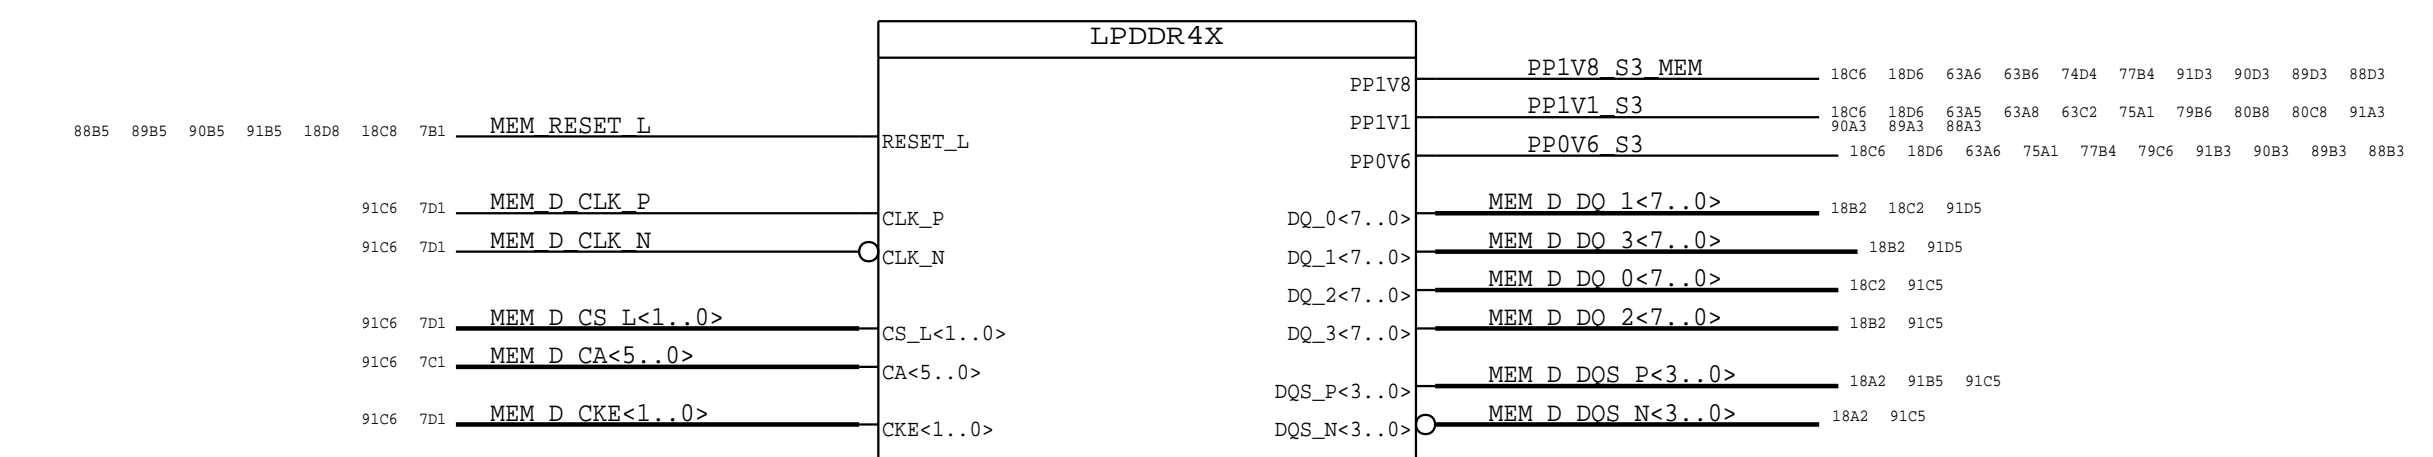 LPDDR4X
PP1V8 PP1V8_S3_MEM 18C6 18D6 63A6 63B6 74D4 77B4 91D3 90D3 89D3 88D3
PP1V1 PP1V1_S3 18C6 18D6 63A5 63A8 63C2 75A1 79B6 80B8 80C8 91A3
90A3 89A3 88A3
88B5 89B5 90B5 91B5 18D8 18C8 7B1 MEM_RESET_L RESET_L
PP0V6 PP0V6_S3 18C6 18D6 63A6 75A1 77B4 79C6 91B3 90B3 89B3 88B3
91C6 7D1 MEM_D_CLK_P CLK_P DQ_0<7..0> MEM_D_DQ_1<7..0> 18B2 18C2 91D5
91C6 7D1 MEM_D_CLK_N CLK_N DQ_1<7..0> MEM_D_DQ_3<7..0> 18B2 91D5
DQ_2<7..0> MEM_D_DQ_0<7..0> 18C2 91C5
91C6 7D1 MEM_D_CS_L<1..0> CS_L<1..0> DQ_3<7..0> MEM_D_DQ_2<7..0> 18B2 91C5
91C6 7C1 MEM_D_CA<5..0> CA<5..0> DQS_P<3..0> MEM_D_DQS_P<3..0> 18A2 91B5 91C5
91C6 7D1 MEM_D_CKE<1..0> CKE<1..0> DQS_N<3..0> MEM_D_DQS_N<3..0> 18A2 91C5